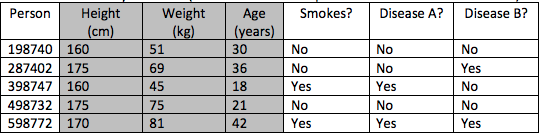 Person Height (cm) Weight (kg) Age (years) Smokes? Disease A? Disease B?
198740 160 51 30 No No No
287402 175 69 36 No No Yes
398747 160 45 18 Yes Yes No
498732 175 75 21 No No No
598772 170 81 42 Yes Yes Yes